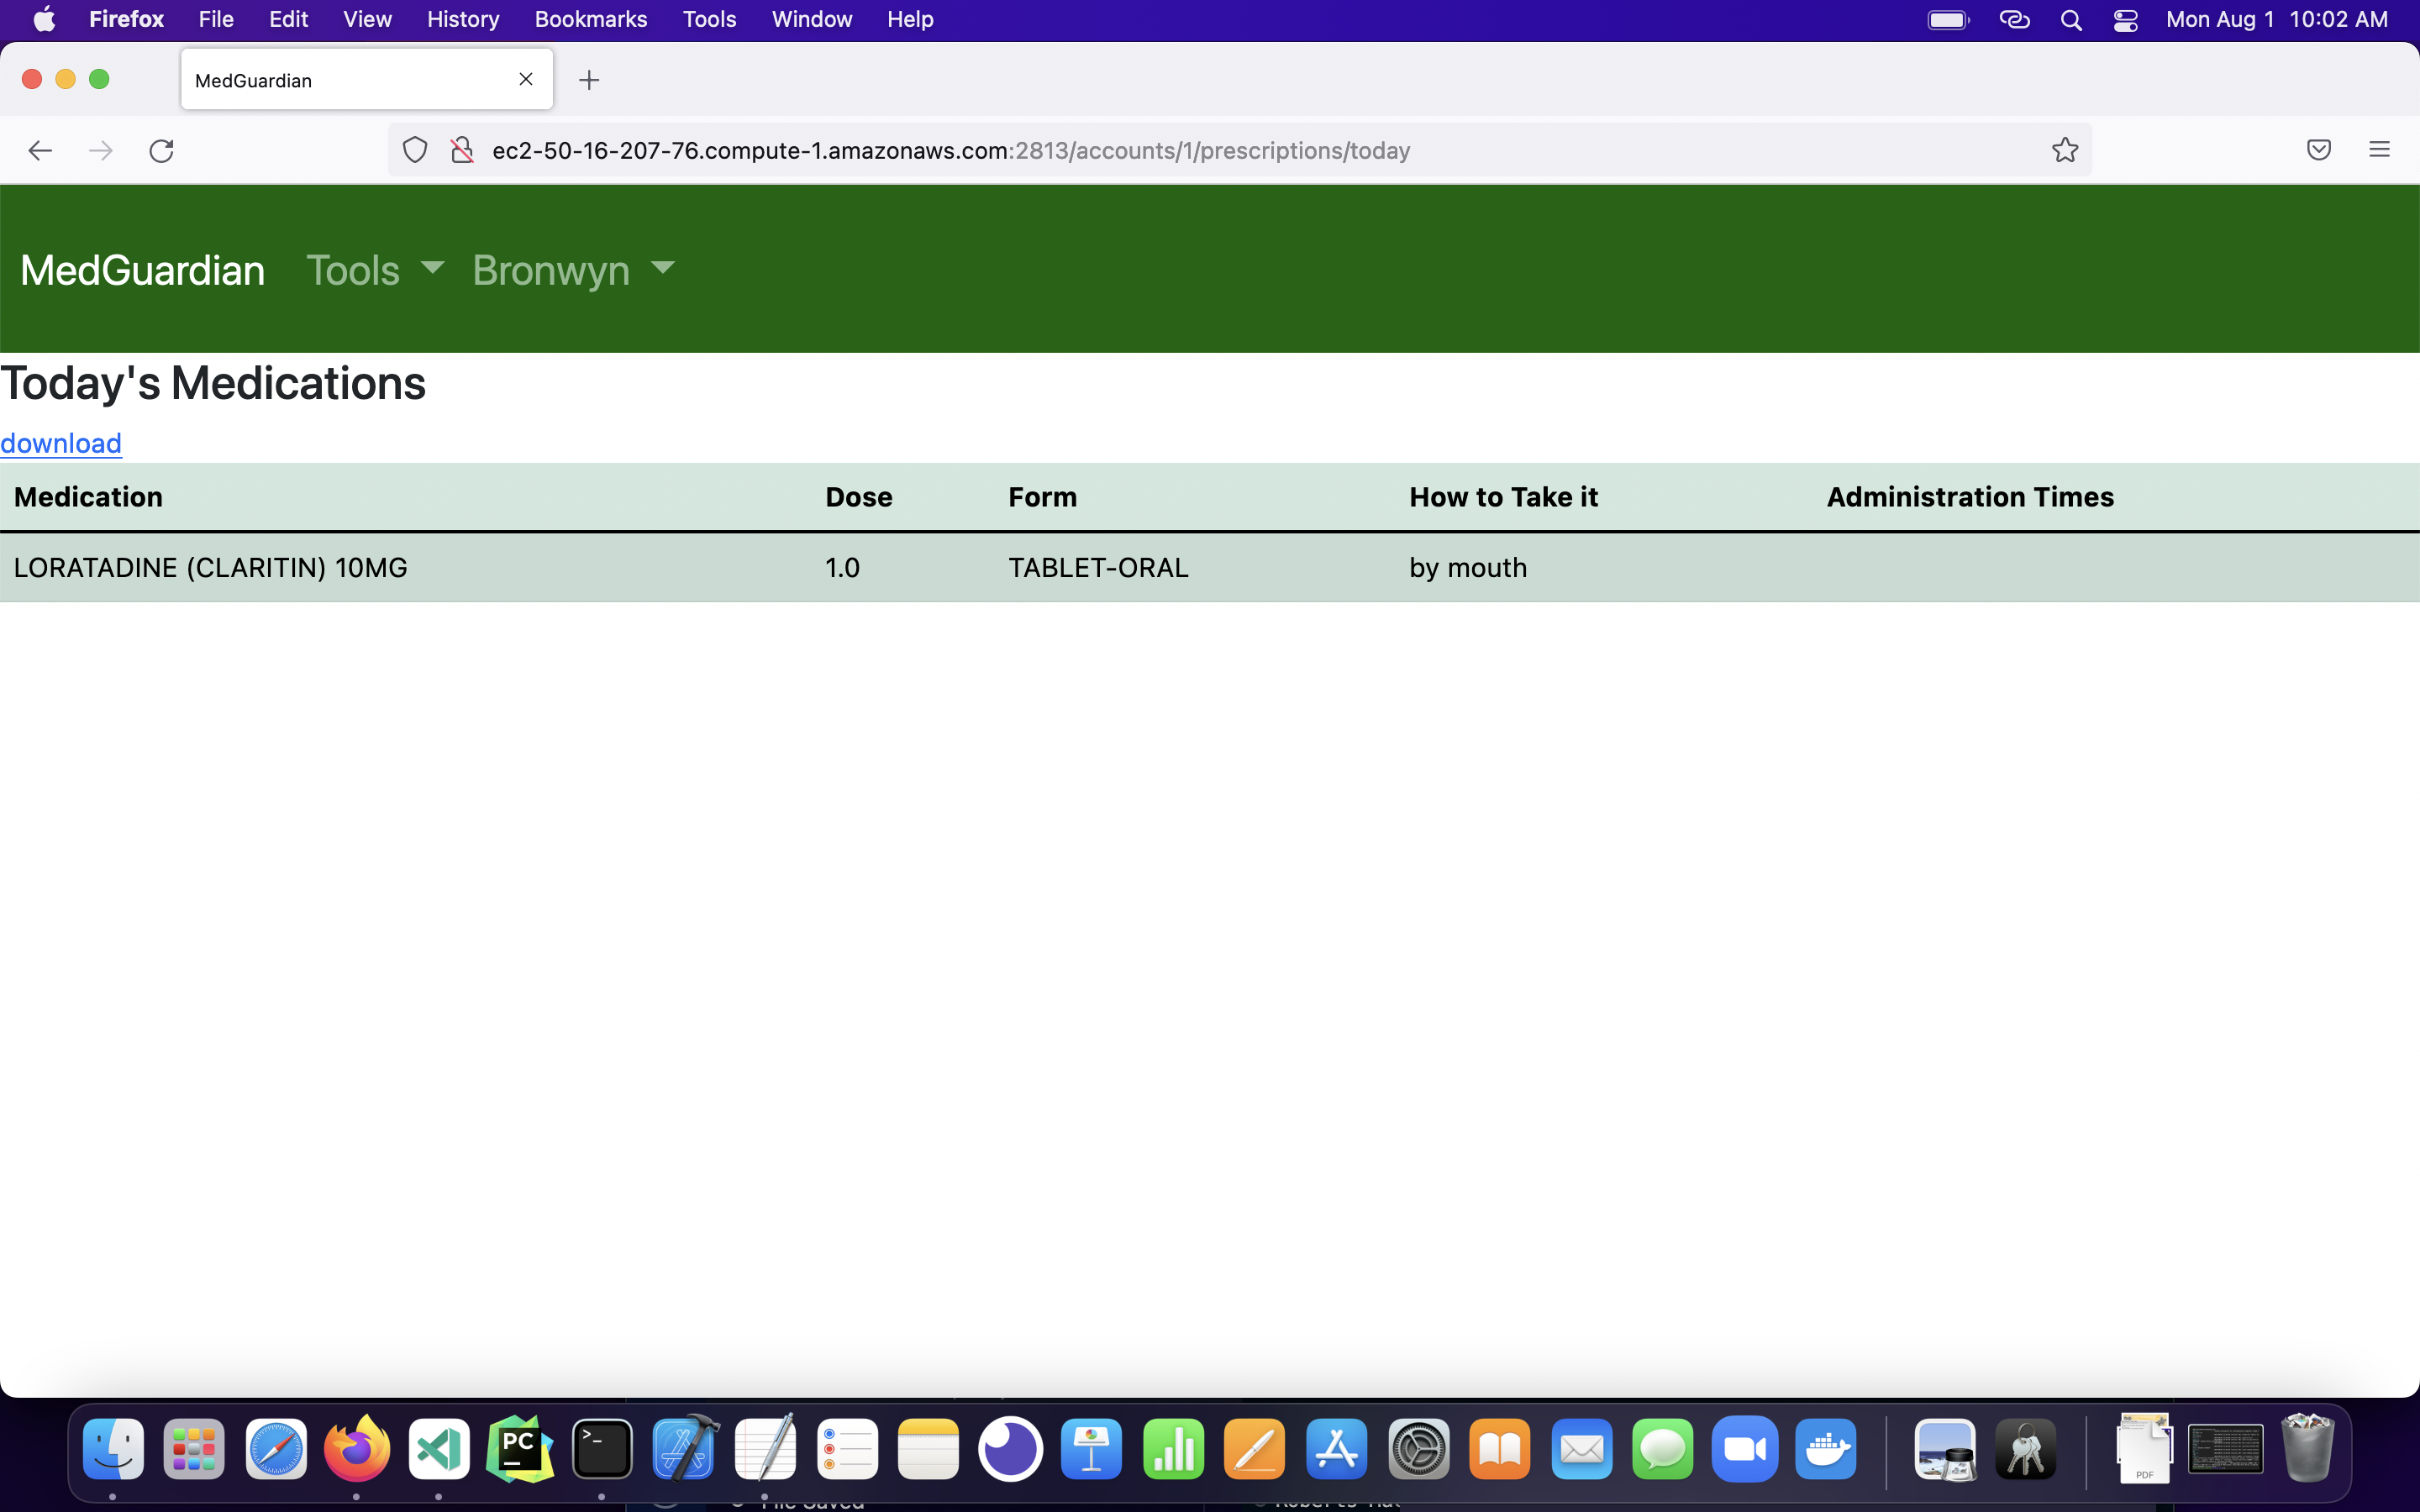 Firefox File Edit View History Bookmarks Tools Window Help Mon Aug 1 10:02 AM
MedGuardian
ec2-50-16-207-76.compute-1.amazonaws.com:2813/accounts/1/prescriptions/today
MedGuardian Tools Bronwyn
Today's Medications
download
Medication Dose Form How to Take it Administration Times
LORATADINE (CLARITIN) 10MG 1.0 TABLET-ORAL by mouth
PC
PDF
File Saved